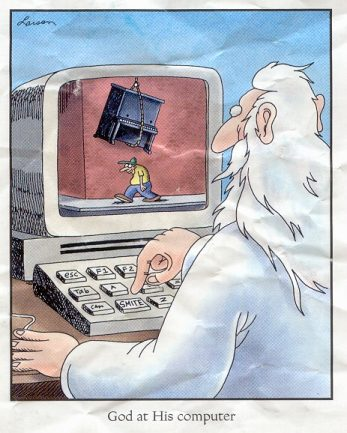 Larson
esc F1 F2
Tab A
Caps SMITE Z
God at His computer